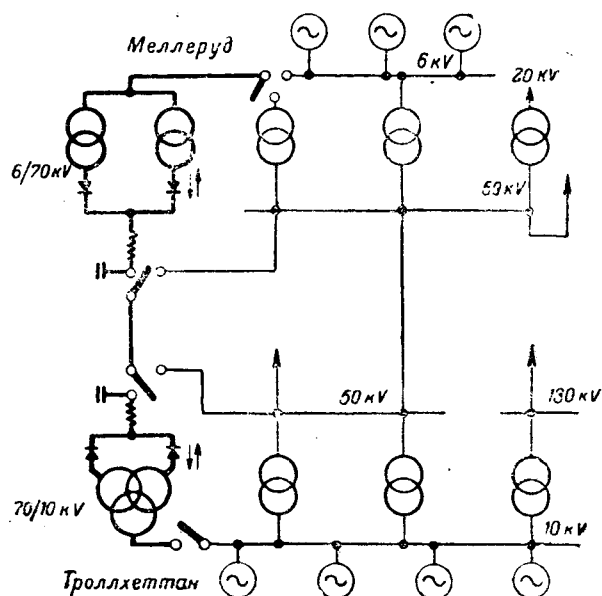 Меллеруд
6 kV
20 kV
6/70 kV
50 kV
50 kV
130 kV
70/10 kV
10 kV
Троллхеттан